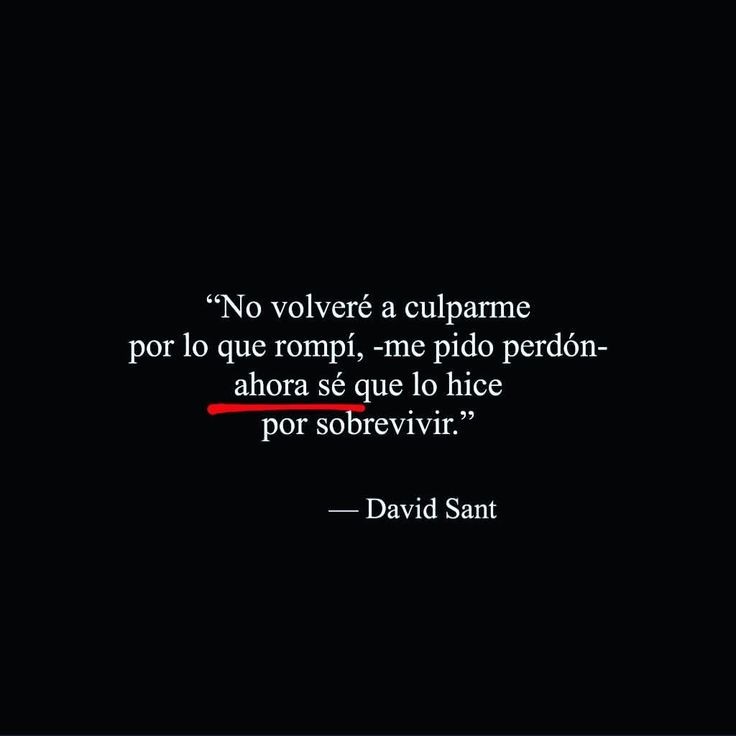 “No volveré a culparme
por lo que rompí, -me pido perdón-
ahora sé que lo hice
por sobrevivir.”
— David Sant